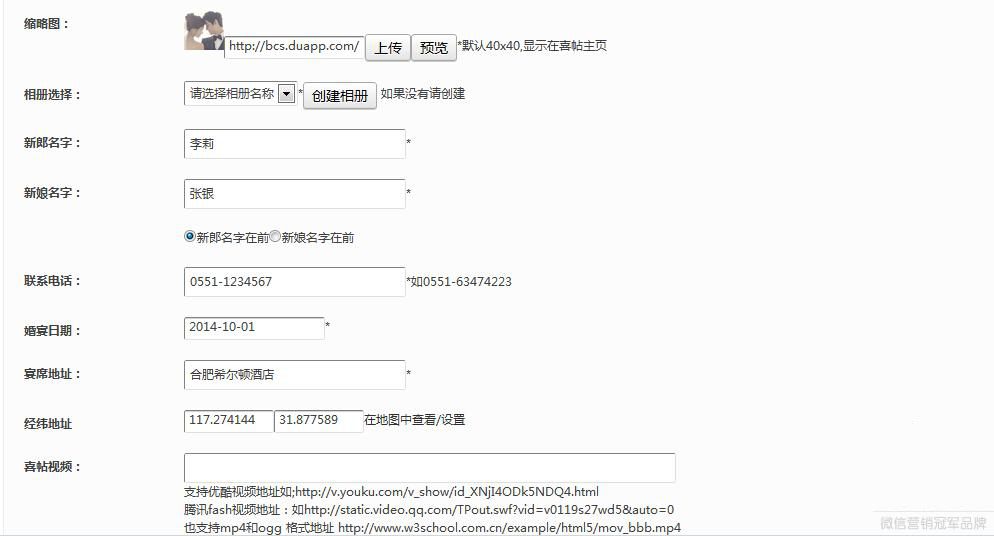 缩略图：
http://bcs.duapp.com/ 上传 预览 *默认40x40,显示在喜帖主页
相册选择： 请选择相册名称 * 创建相册 如果没有请创建
新郎名字： 李莉 *
新娘名字： 张银 *
新郎名字在前 新娘名字在前
联系电话： 0551-1234567 *如0551-63474223
婚宴日期： 2014-10-01 *
宴席地址： 合肥希尔顿酒店 *
经纬地址 117.274144 31.877589 在地图中查看/设置
喜帖视频：
支持优酷视频地址如;http://v.youku.com/v_show/id_XNjI4ODk5NDQ4.html
腾讯fash视频地址：如http://static.video.qq.com/TPout.swf?vid=v0119s27wd5&auto=0
也支持mp4和ogg 格式地址 http://www.w3school.com.cn/example/html5/mov_bbb.mp4
微信营销冠军品牌